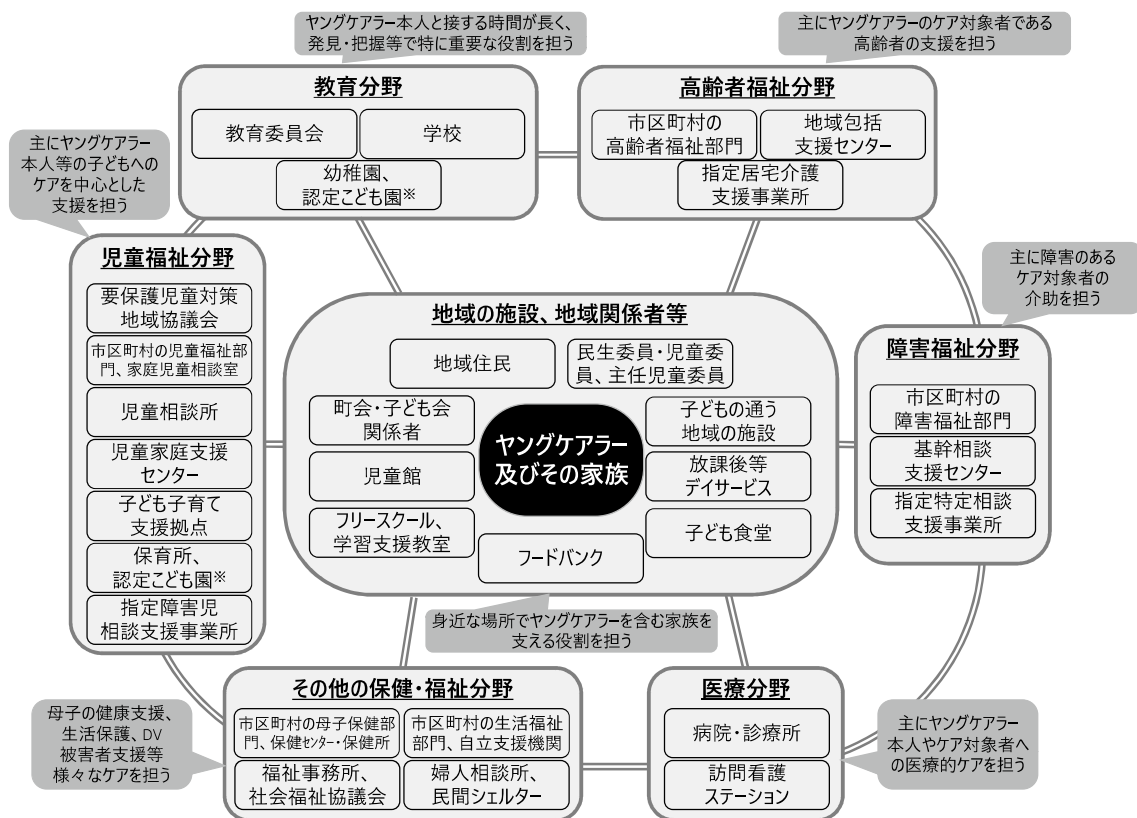 ヤングケアラー本人と接する時間が長く、
発見・把握等で特に重要な役割を担う
主にヤングケアラーのケア対象者である
高齢者の支援を担う
教育分野
教育委員会
学校
幼稚園、
認定こども園※
高齢者福祉分野
市区町村の
高齢者福祉部門
地域包括
支援センター
指定居宅介護
支援事業所
主にヤングケアラー
本人等の子どもへの
ケアを中心とした
支援を担う
児童福祉分野
要保護児童対策
地域協議会
市区町村の児童福祉部
門、家庭児童相談室
児童相談所
児童家庭支援
センター
子ども子育て
支援拠点
保育所、
認定こども園※
指定障害児
相談支援事業所
地域の施設、地域関係者等
地域住民
民生委員・児童委
員、主任児童委員
町会・子ども会
関係者
子どもの通う
地域の施設
ヤングケアラー
及びその家族
児童館
放課後等
デイサービス
フリースクール、
学習支援教室
フードバンク
子ども食堂
身近な場所でヤングケアラーを含む家族を
支える役割を担う
主に障害のある
ケア対象者の
介助を担う
障害福祉分野
市区町村の
障害福祉部門
基幹相談
支援センター
指定特定相談
支援事業所
その他の保健・福祉分野
市区町村の母子保健部
門、保健センター・保健所
市区町村の生活福祉
部門、自立支援機関
福祉事務所、
社会福祉協議会
婦人相談所、
民間シェルター
母子の健康支援、
生活保護、DV
被害者支援等
様々なケアを担う
医療分野
病院・診療所
訪問看護
ステーション
主にヤングケアラー
本人やケア対象者へ
の医療的ケアを担う